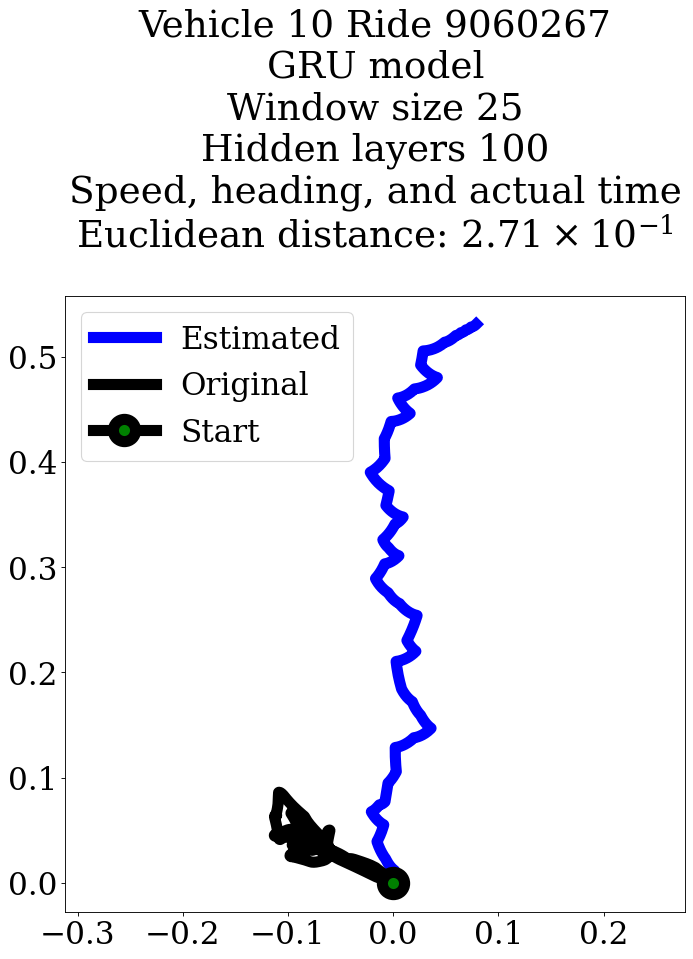 Vehicle 10 Ride 9060267
GRU model
Window size 25
Hidden layers 100
Speed, heading, and actual time
Euclidean distance: 2.71 × 10⁻¹
Estimated
Original
Start
0.5
0.4
0.3
0.2
0.1
0.0
−0.3 −0.2 −0.1 0.0 0.1 0.2